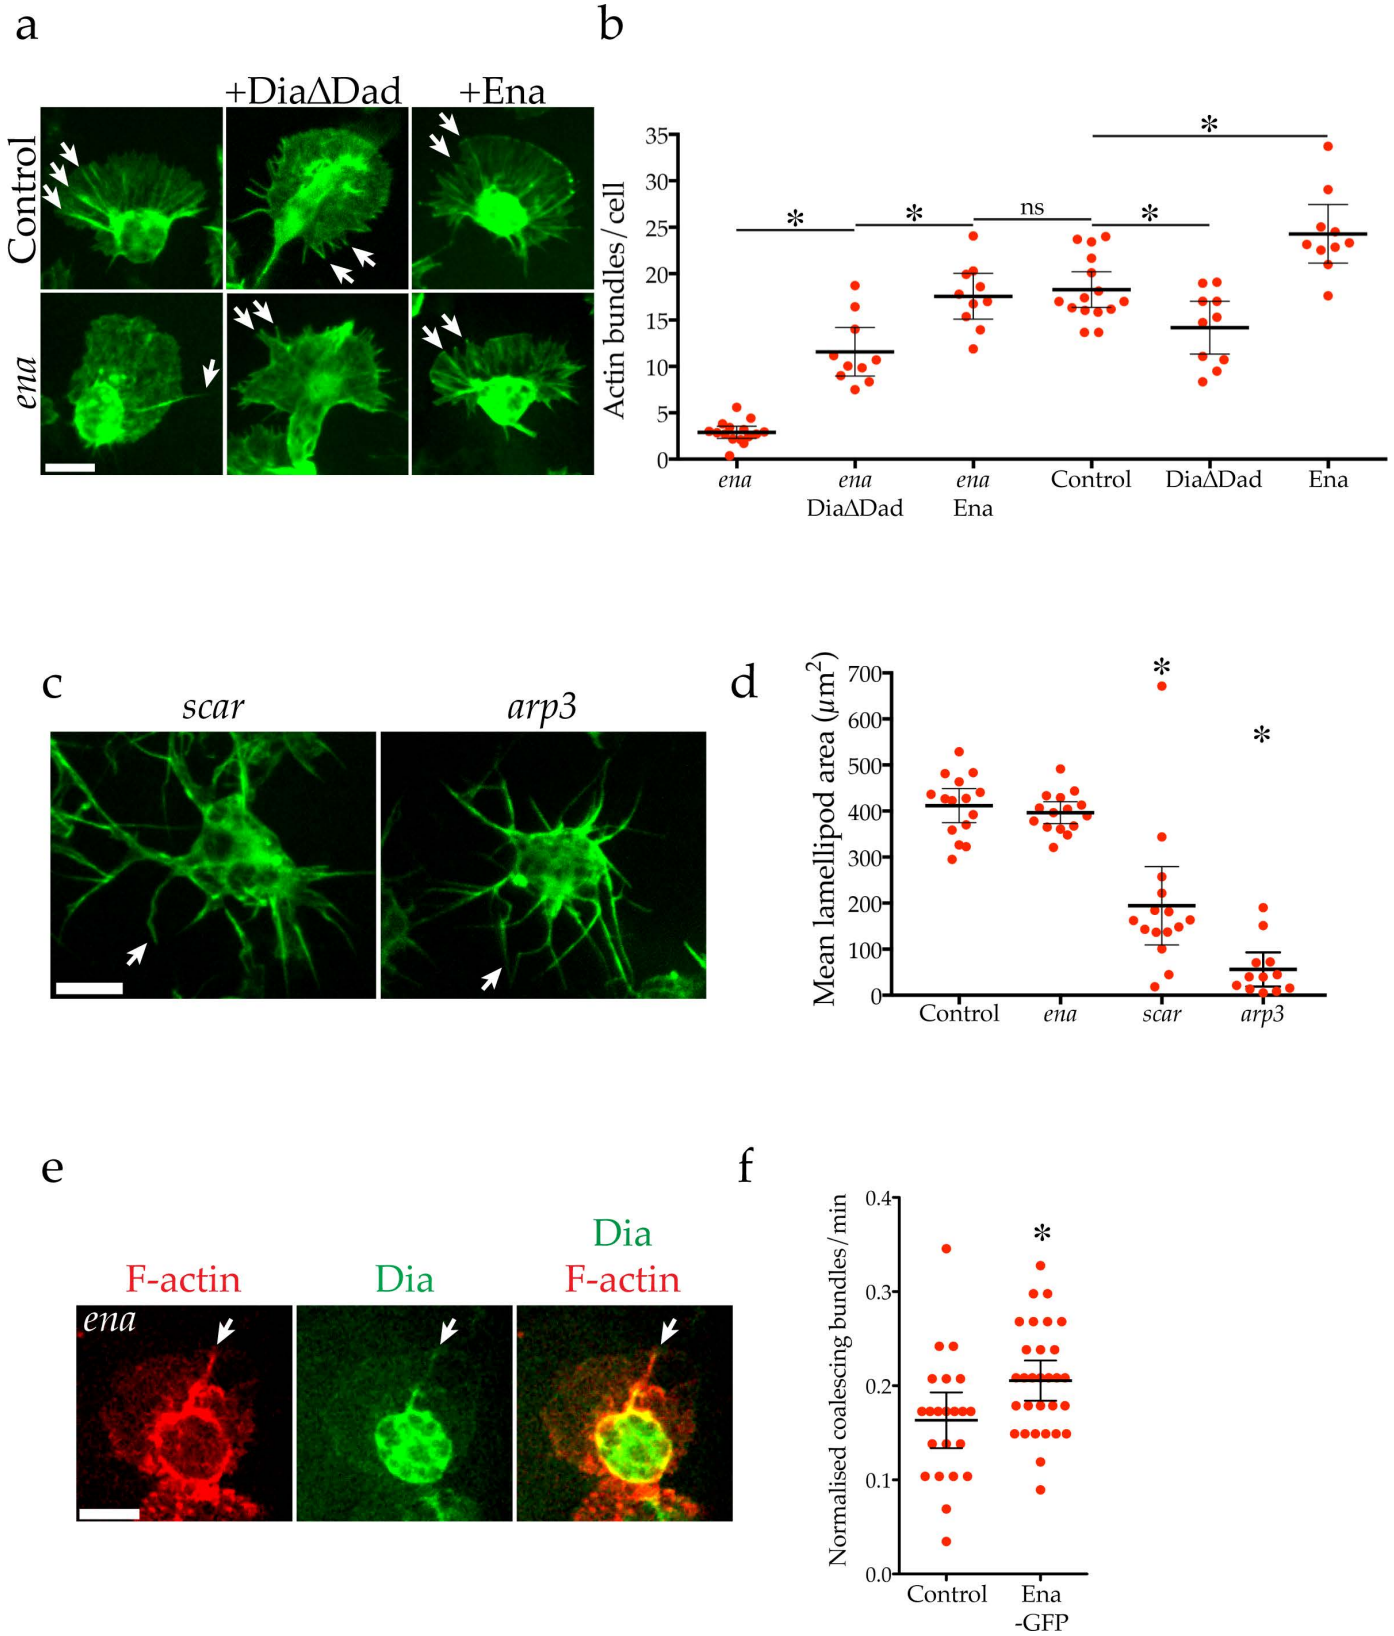 a
+DiaΔDad
+Ena
Control
ena
b
Actin bundles/cell
35
30
25
20
15
10
5
0
*
*
ns
*
*
ena
ena
DiaΔDad
ena
Ena
Control
DiaΔDad
Ena
c
scar
arp3
d
Mean lamellipod area (μm²)
700
600
500
400
300
200
100
0
*
*
Control
ena
scar
arp3
e
F-actin
Dia
Dia
F-actin
ena
f
Normalised coalescing bundles/min
0.4
0.3
0.2
0.1
0.0
*
Control
Ena
-GFP